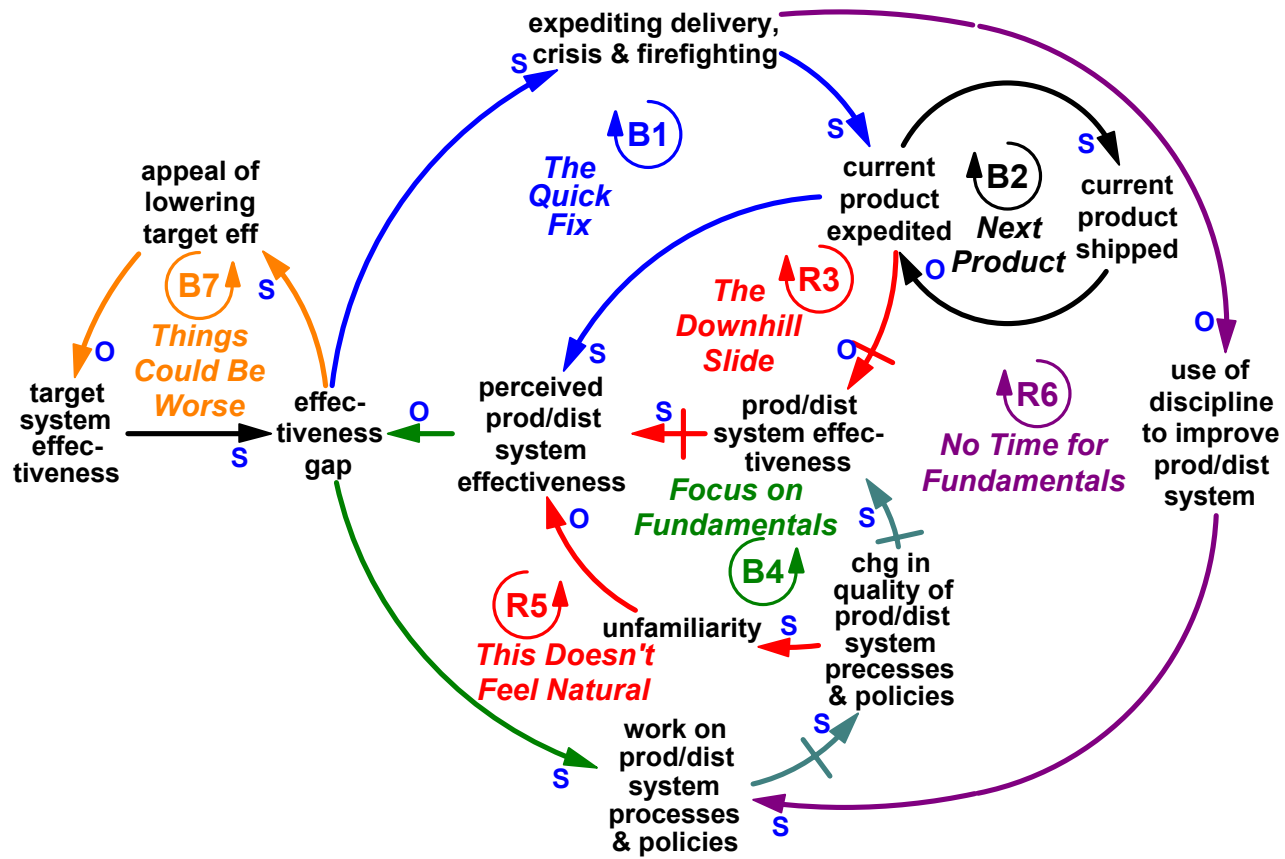 expediting delivery,
crisis & firefighting
S
B1
The
Quick
Fix
S
current
product
expedited
B2
Next
Product
S
current
product
shipped
O
appeal of
lowering
target eff
B7
S
Things
Could Be
Worse
O
target
system
effec-
tiveness
S
effec-
tiveness
gap
O
perceived
prod/dist
system
effectiveness
S
R3
The
Downhill
Slide
O
S
prod/dist
system effec-
tiveness
R6
No Time for
Fundamentals
O
use of
discipline
to improve
prod/dist
system
Focus on
Fundamentals
B4
S
O
R5
This Doesn't
Feel Natural
unfamiliarity
S
chg in
quality of
prod/dist
system
precesses
& policies
S
S
work on
prod/dist
system
processes
& policies
S